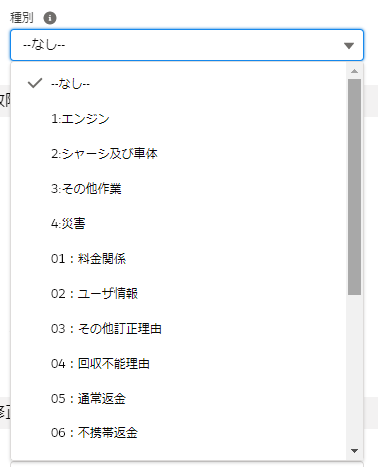 種別
--なし--
--なし--
1:エンジン
2:シャーシ及び車体
3:その他作業
4:災害
01：料金関係
02：ユーザ情報
03：その他訂正理由
04：回収不能理由
05：通常返金
06：不携帯返金